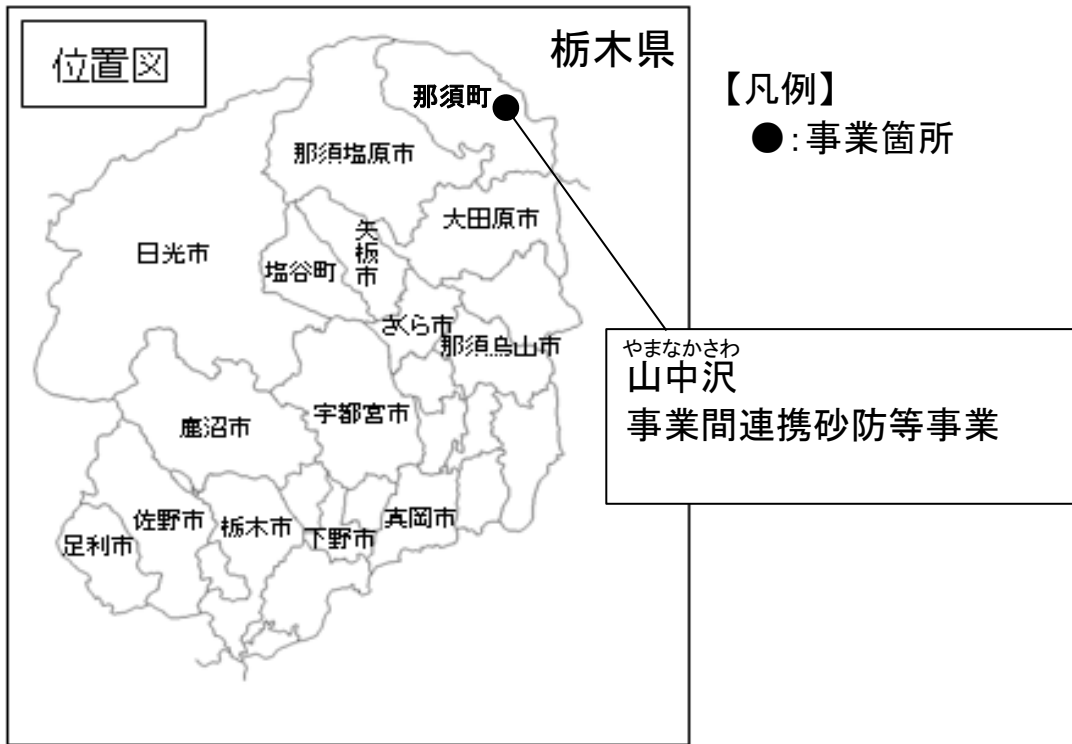 位置図
栃木県
【凡例】
●：事業箇所
那須町
那須塩原市
大田原市
矢板市
日光市
塩谷町
さくら市
那須烏山市
やまなかさわ
山中沢
事業間連携砂防等事業
宇都宮市
鹿沼市
佐野市
栃木市
下野市
真岡市
足利市